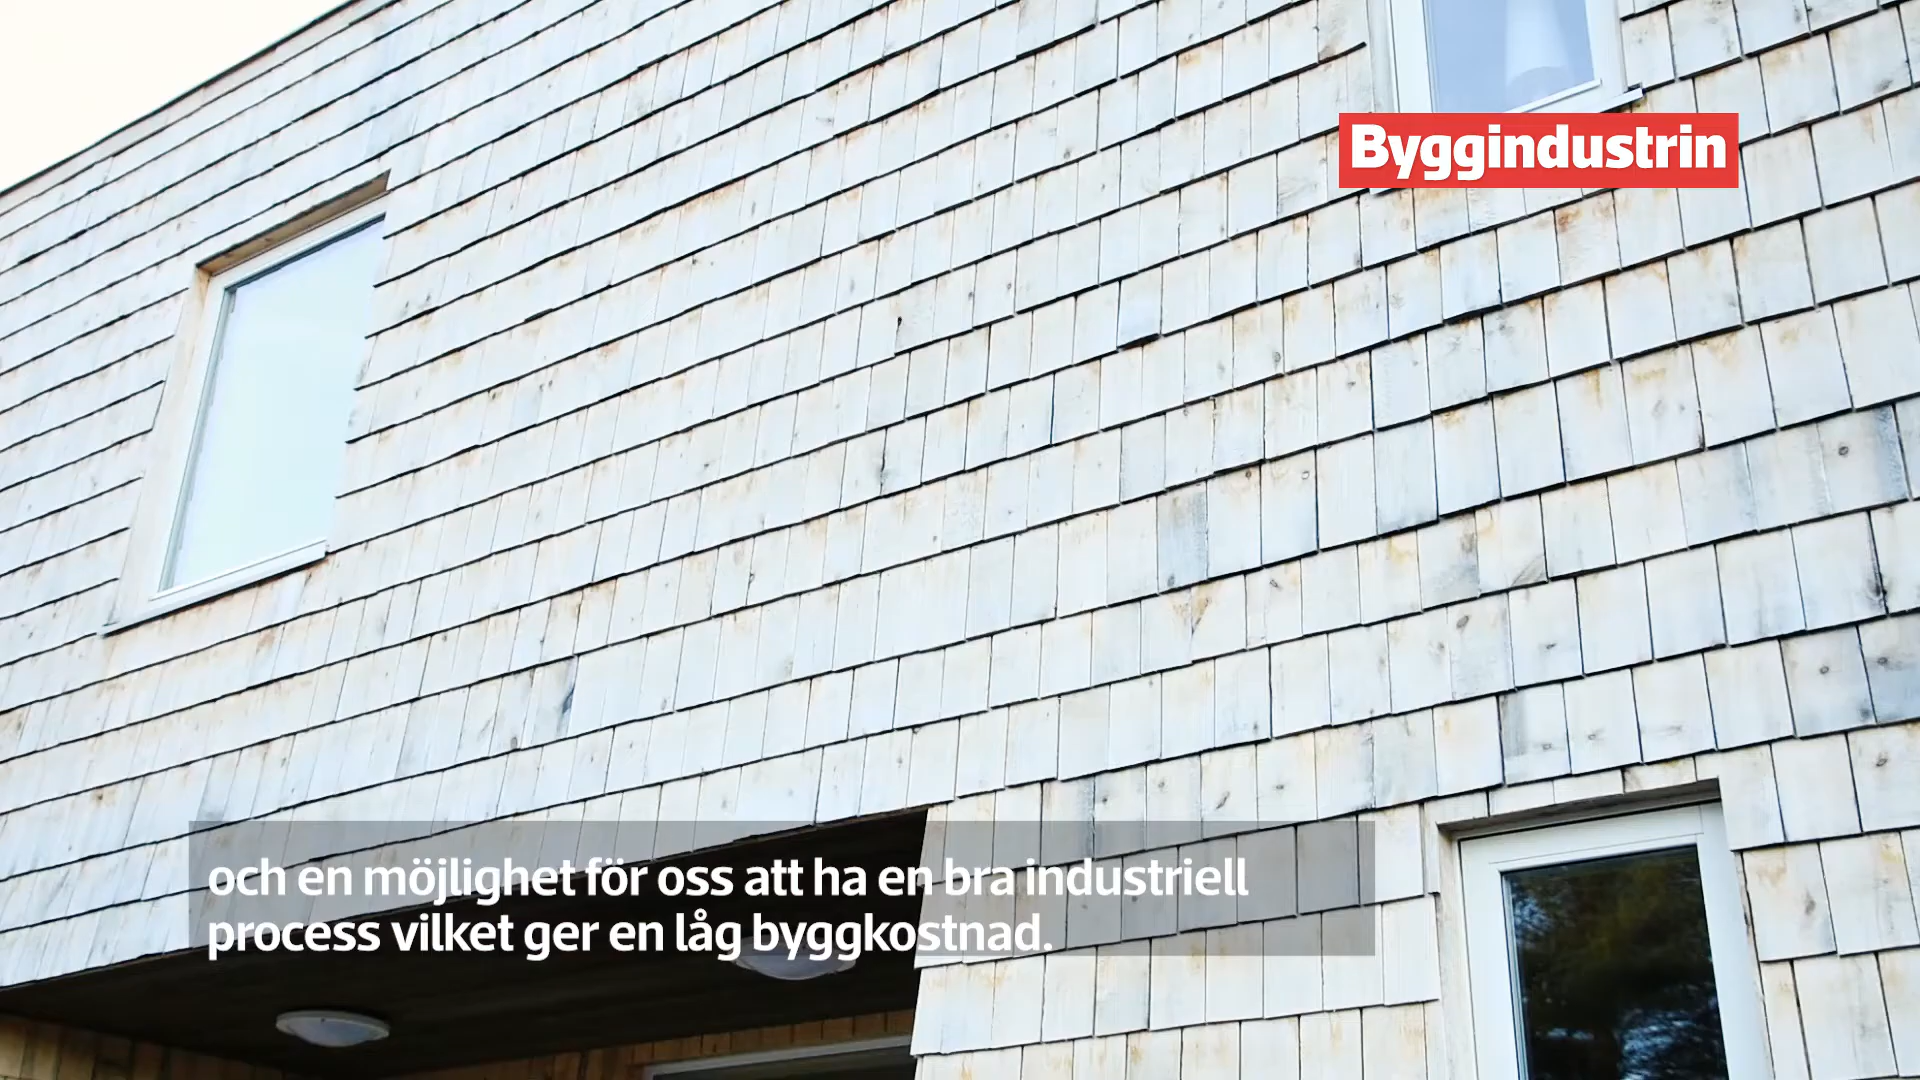 Byggindustrin
och en möjlighet för oss att ha en bra industriell
process vilket ger en låg byggkostnad.